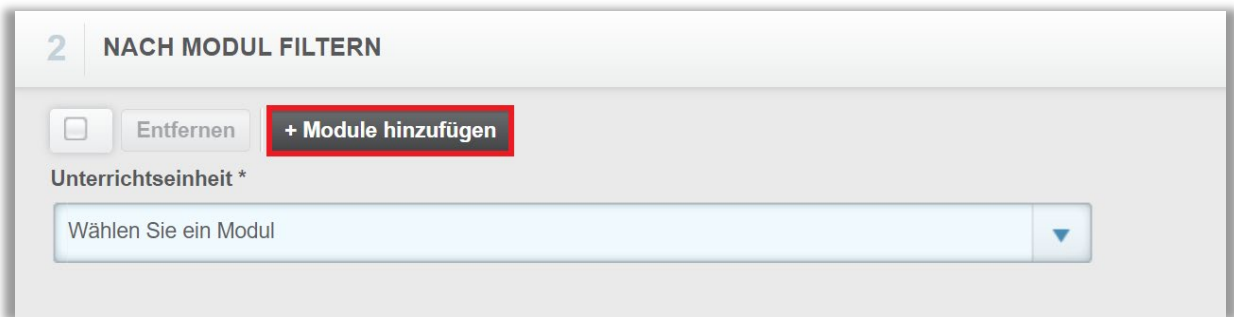 2 NACH MODUL FILTERN
Entfernen + Module hinzufügen
Unterrichtseinheit *
Wählen Sie ein Modul